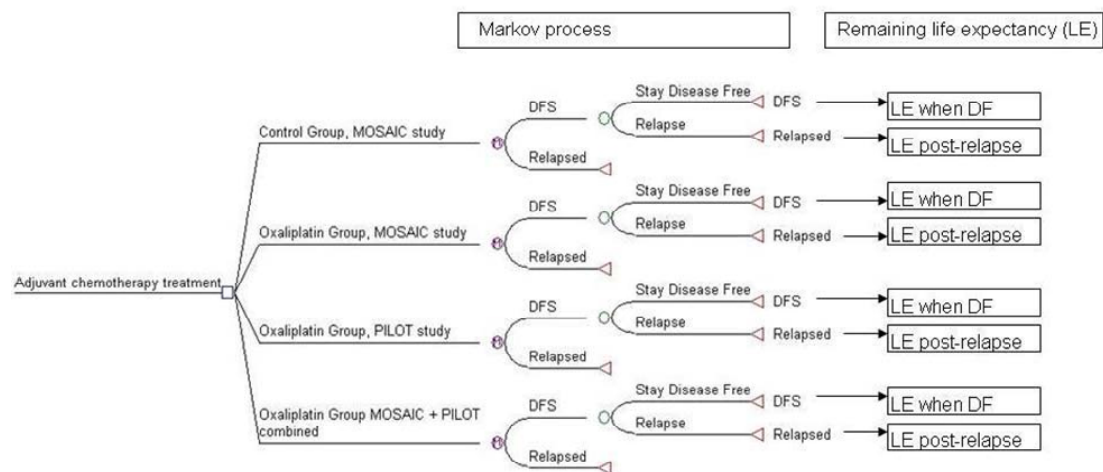 Markov process
Remaining life expectancy (LE)
Adjuvant chemotherapy treatment
Control Group, MOSAIC study
DFS
Stay Disease Free
DFS
LE when DF
Relapse
Relapsed
LE post-relapse
Relapsed
Oxaliplatin Group, MOSAIC study
DFS
Stay Disease Free
DFS
LE when DF
Relapse
Relapsed
LE post-relapse
Relapsed
Oxaliplatin Group, PILOT study
DFS
Stay Disease Free
DFS
LE when DF
Relapse
Relapsed
LE post-relapse
Relapsed
Oxaliplatin Group MOSAIC + PILOT
combined
DFS
Stay Disease Free
DFS
LE when DF
Relapse
Relapsed
LE post-relapse
Relapsed